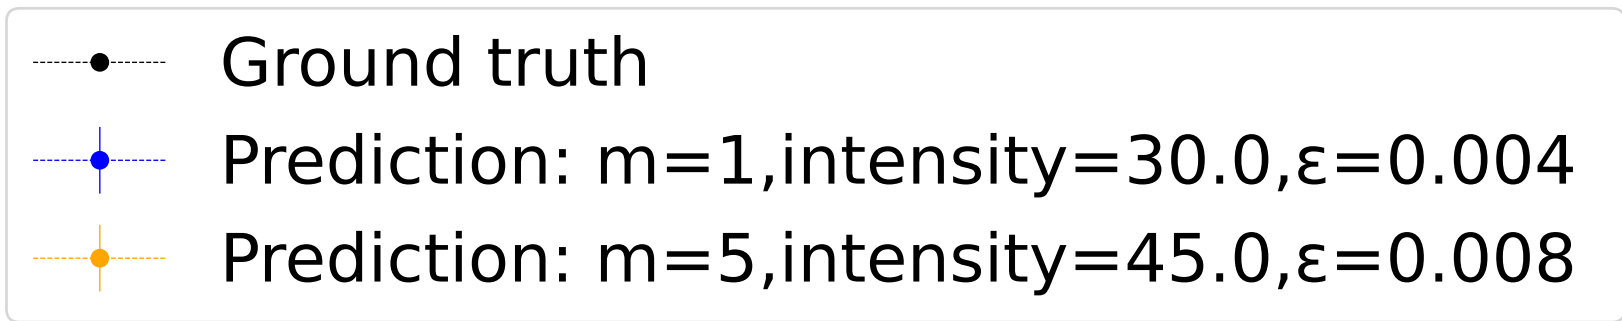 Ground truth
Prediction: m=1,intensity=30.0,ε=0.004
Prediction: m=5,intensity=45.0,ε=0.008